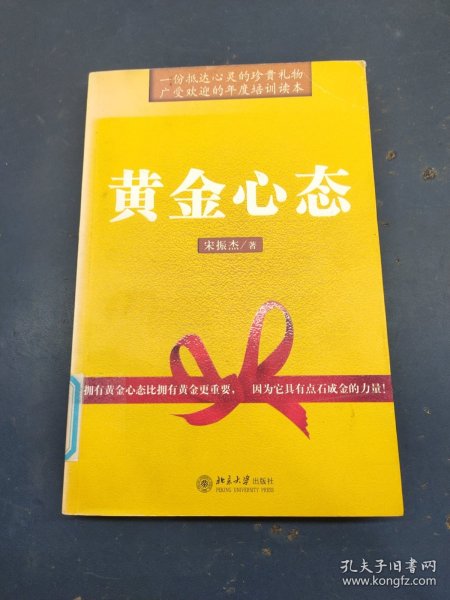 一份抵达心灵的珍贵礼物
广受欢迎的年度培训读本
黄金心态
宋振杰/著
拥有黄金心态比拥有黄金更重要， 因为它具有点石成金的力量！
北京大学出版社
PEKING UNIVERSITY PRESS
孔夫子旧书网
www.kongfz.com